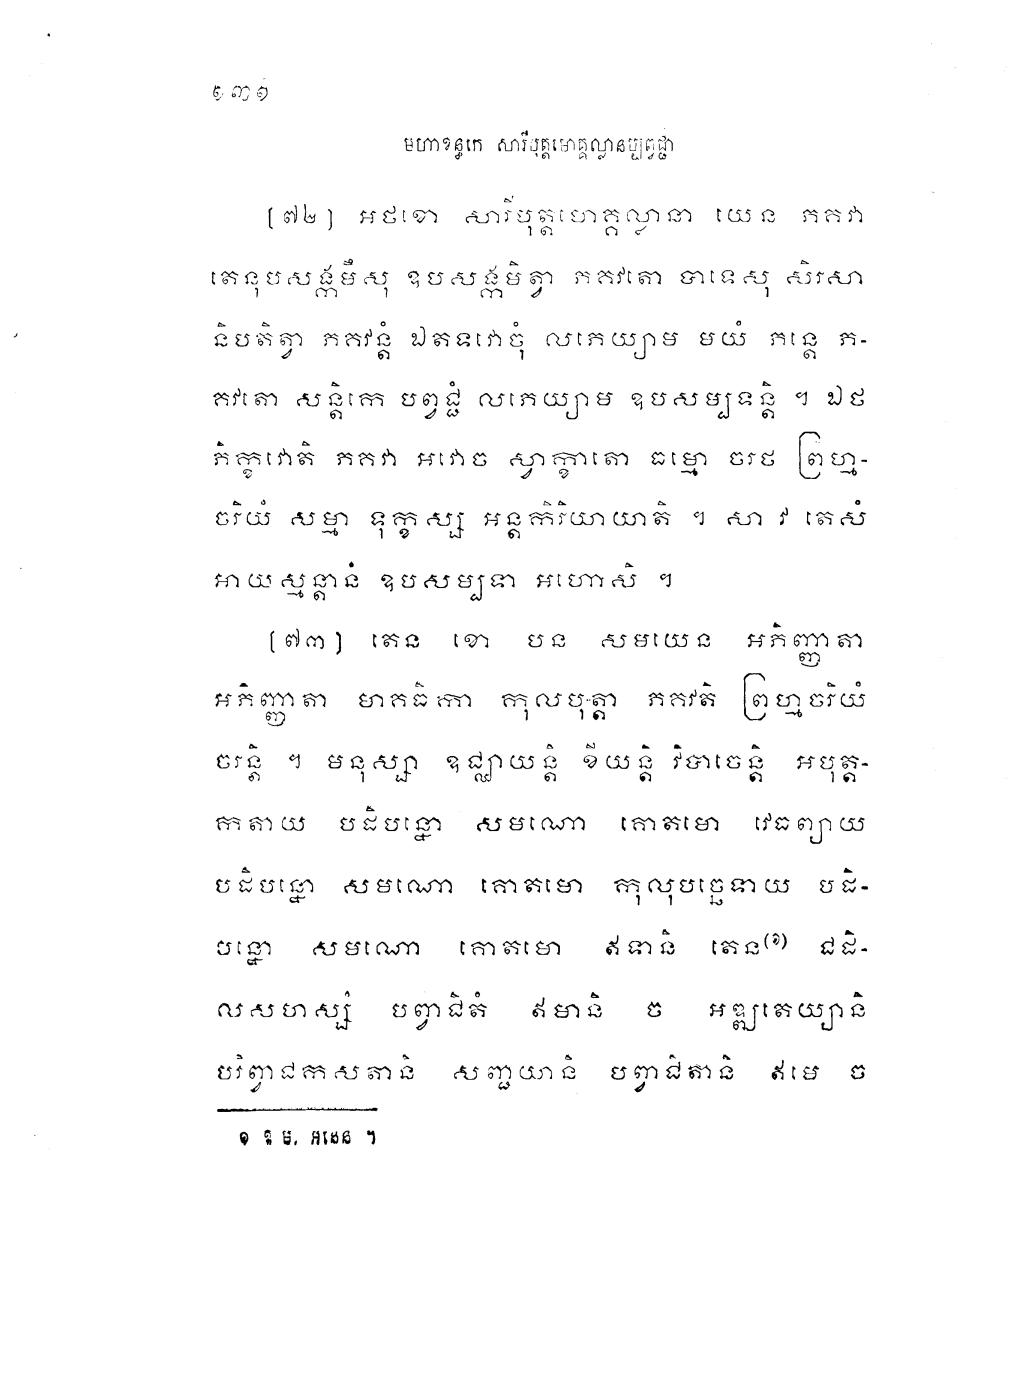 ១៣១
មហាខន្ធកេ សារីបុត្តមោគ្គល្លានប្បព្វជ្ជា
(៧២) អថខោ សារីបុត្តមោគ្គល្លានា យេន ភគវា
តេនុបសង្កមឹសុ ឧបសង្កមិត្វា ភគវតោ បាទេសុ សិរសា
និបតិត្វា ភគវន្តំ ឯតទវោចុំ លភេយ្យាម មយំ ភន្តេ ភ-
គវតោ សន្តិកេ បព្វជ្ជំ លភេយ្យាម ឧបសម្បទន្តិ ។ ឯថ
ភិក្ខវោតិ ភគវា អវោច ស្វាក្ខាតោ ធម្មោ ចរថ ព្រហ្ម-
ចរិយំ សម្មា ទុក្ខស្ស អន្តកិរិយាយាតិ ។ សា វ តេសំ
អាយស្មន្តានំ ឧបសម្បទា អហោសិ ។
(៧៣) តេន ខោ បន សមយេន អភិញ្ញាតា
អភិញ្ញាតា មាគធិកា កុលបុត្តា ភគវតិ ព្រហ្មចរិយំ
ចរន្តិ ។ មនុស្សា ឧជ្ឈាយន្តិ ខីយន្តិ វិបាចេន្តិ អបុត្ត-
កតាយ បដិបន្នោ សមណោ គោតមោ វេធព្យាយ
បដិបន្នោ សមណោ គោតមោ កុលុបច្ឆេទាយ បដិ-
បន្នោ សមណោ គោតមោ ឥទានិ តេន(១) ជដិ-
លសហស្សំ បញ្វាជិតំ ឥមានិ ច អឌ្ឍតេយ្យានិ
បរិព្វាជកសតានិ សញ្ជយានិ បញ្វាជិតានិ ឥមេ ច
១ ឱ ម. អនេន ។